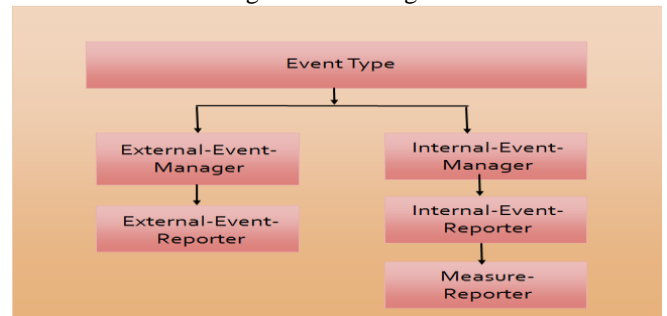 Event Type
External-Event-
Manager
Internal-Event-
Manager
External-Event-
Reporter
Internal-Event-
Reporter
Measure-
Reporter